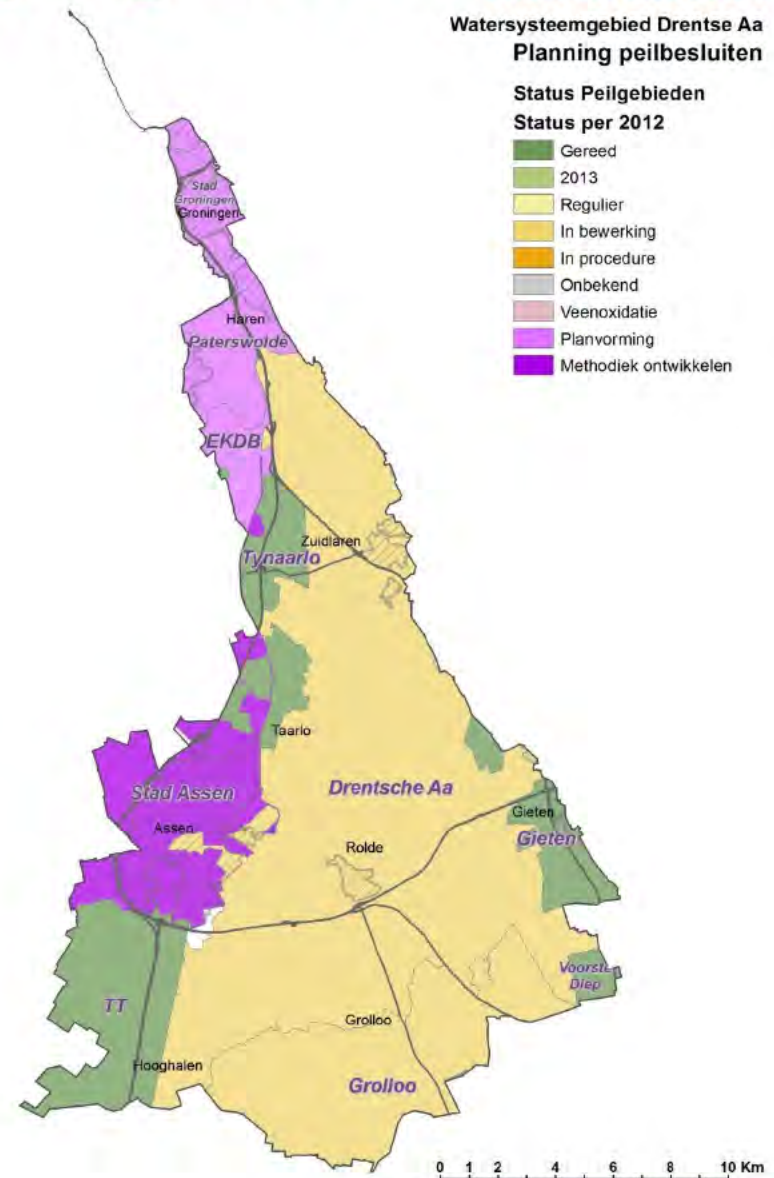 Watersysteemgebied Drentse Aa
Planning peilbesluiten
Status Peilgebieden
Status per 2012
Gereed
2013
Regulier
In bewerking
In procedure
Onbekend
Veenoxidatie
Planvorming
Methodiek ontwikkelen
Stad
Groningen
Groningen
Haren
Paterswolde
EKDB
Zuidlaren
Tynaarlo
Taarlo
Drentsche Aa
Stad Assen
Gieten
Assen
Gieten
Rolde
Voorste
Diep
TT
Grolloo
Hooghalen
Grolloo
0 1 2 4 6 8 10 Km